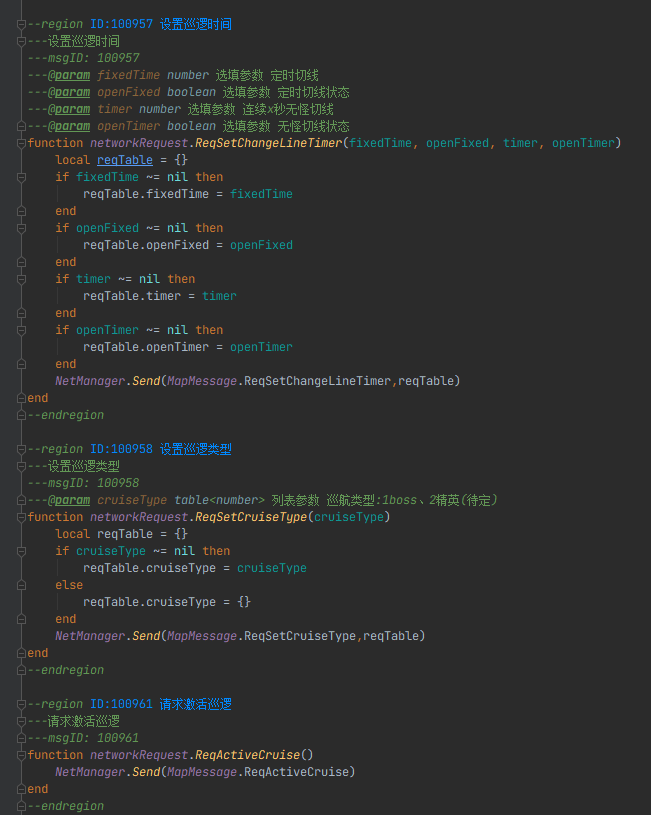 --region ID:100957 设置巡逻时间
---设置巡逻时间
---msgID: 100957
---@param fixedTime number 选填参数 定时切线
---@param openFixed boolean 选填参数 定时切线状态
---@param timer number 选填参数 连续x秒无怪切线
---@param openTimer boolean 选填参数 无怪切线状态
function networkRequest.ReqSetChangeLineTimer(fixedTime, openFixed, timer, openTimer)
    local reqTable = {}
    if fixedTime ~= nil then
        reqTable.fixedTime = fixedTime
    end
    if openFixed ~= nil then
        reqTable.openFixed = openFixed
    end
    if timer ~= nil then
        reqTable.timer = timer
    end
    if openTimer ~= nil then
        reqTable.openTimer = openTimer
    end
    NetManager.Send(MapMessage.ReqSetChangeLineTimer,reqTable)
end
--endregion

--region ID:100958 设置巡逻类型
---设置巡逻类型
---msgID: 100958
---@param cruiseType table<number> 列表参数 巡航类型:1boss、2精英(待定)
function networkRequest.ReqSetCruiseType(cruiseType)
    local reqTable = {}
    if cruiseType ~= nil then
        reqTable.cruiseType = cruiseType
    else
        reqTable.cruiseType = {}
    end
    NetManager.Send(MapMessage.ReqSetCruiseType,reqTable)
end
--endregion

--region ID:100961 请求激活巡逻
---请求激活巡逻
---msgID: 100961
function networkRequest.ReqActiveCruise()
    NetManager.Send(MapMessage.ReqActiveCruise)
end
--endregion